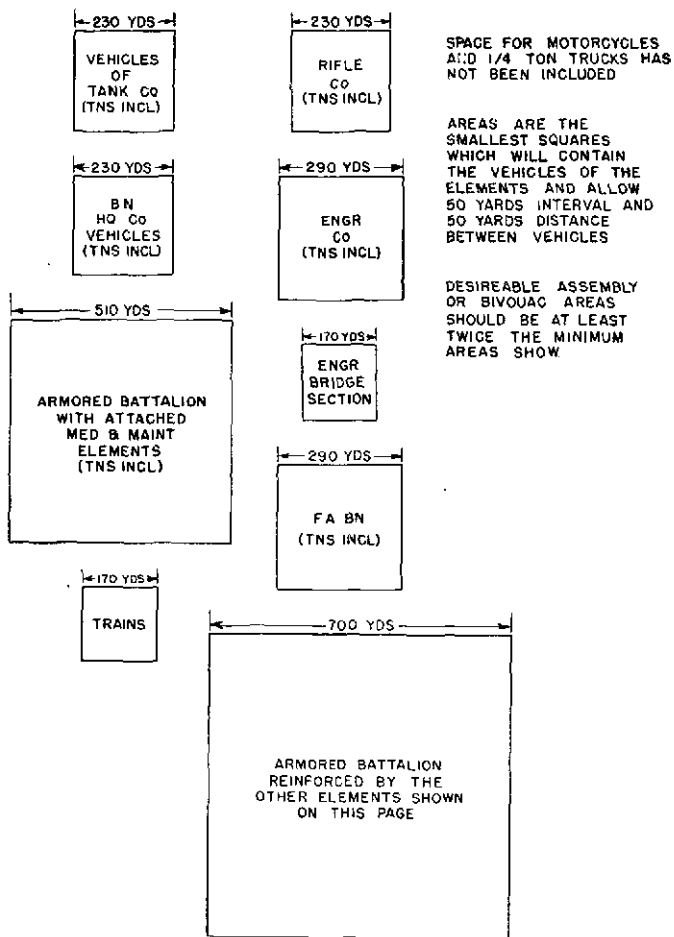 230 YDS
VEHICLES
OF
TANK CO
(TNS INCL)
230 YDS
RIFLE
CO
(TNS INCL)
SPACE FOR MOTORCYCLES
AND 1/4 TON TRUCKS HAS
NOT BEEN INCLUDED
AREAS ARE THE
SMALLEST SQUARES
WHICH WILL CONTAIN
THE VEHICLES OF THE
ELEMENTS AND ALLOW
50 YARDS INTERVAL AND
50 YARDS DISTANCE
BETWEEN VEHICLES
230 YDS
BN
HQ CO
VEHICLES
(TNS INCL)
290 YDS
ENGR
CO
(TNS INCL)
DESIREABLE ASSEMBLY
OR BIVOUAC AREAS
SHOULD BE AT LEAST
TWICE THE MINIMUM
AREAS SHOW
510 YDS
ARMORED BATTALION
WITH ATTACHED
MED & MAINT
ELEMENTS
(TNS INCL)
170 YDS
ENGR
BRIDGE
SECTION
290 YDS
FA BN
(TNS INCL)
170 YDS
TRAINS
700 YDS
ARMORED BATTALION
REINFORCED BY THE
OTHER ELEMENTS SHOWN
ON THIS PAGE